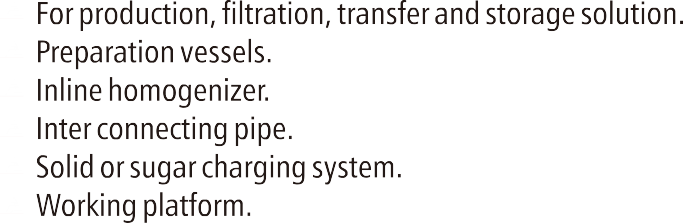 For production, filtration, transfer and storage solution.
Preparation vessels.
Inline homogenizer.
Inter connecting pipe.
Solid or sugar charging system.
Working platform.